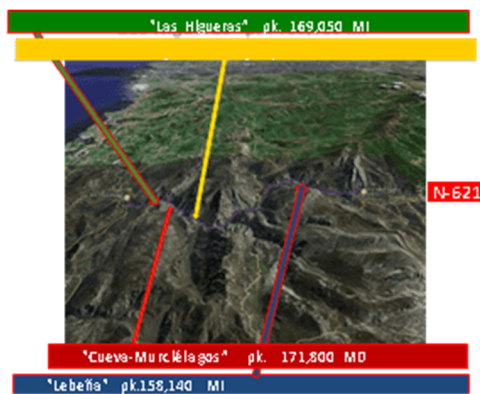 "Las Higueras" pk. 169,050 MI
N-621
"Cueva-Murciélagos" pk. 171,800 MD
"Lebeña" pk.158,140 MI